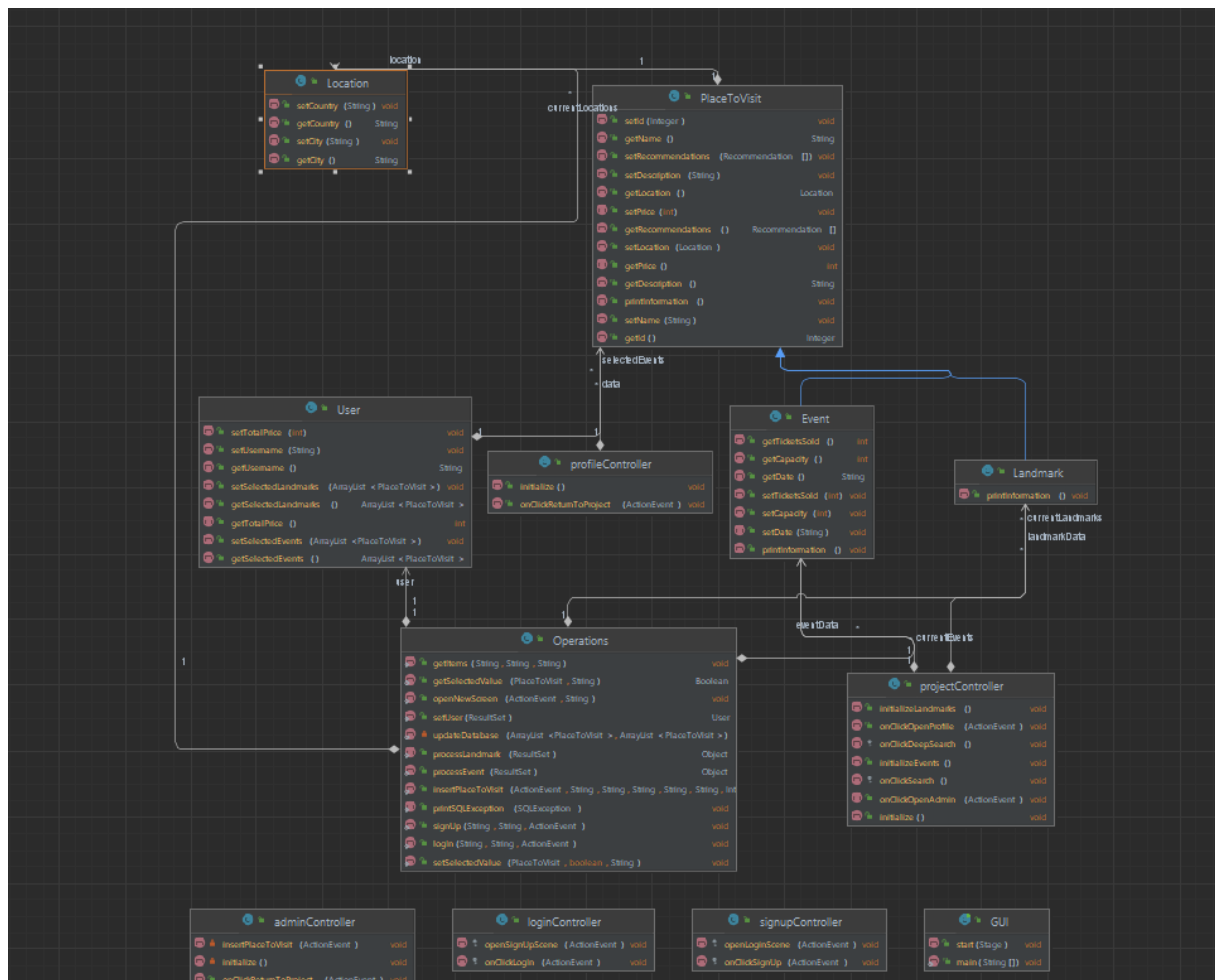 location
1
1
Location
setCountry (String) void
getCountry () String
setCity (String) void
getCity () String
*
currentLocations
PlaceToVisit
setId (Integer) void
getName () String
setRecommendations (Recommendation []) void
setDescription (String) void
getLocation () Location
setPrice (int) void
getRecommendations () Recommendation []
setLocation (Location) void
getPrice () int
getDescription () String
printInformation () void
setName (String) void
getId () Integer
selectedEvents
*
* data
User
setTotalPrice (int) void
setUsername (String) void
getUsername () String
setSelectedLandmarks (ArrayList <PlaceToVisit >) void
getSelectedLandmarks () ArrayList <PlaceToVisit >
getTotalPrice () int
setSelectedEvents (ArrayList <PlaceToVisit >) void
getSelectedEvents () ArrayList <PlaceToVisit >
1
1
profileController
initialize () void
onClickReturnToProject (ActionEvent) void
Event
getTicketsSold () int
getCapacity () int
getDate () String
setTicketsSold (int) void
setCapacity (int) void
setDate (String) void
printInformation () void
Landmark
printInformation () void
* currentLandmarks
landmarkData
*
user
1
1
1
eventData *
currentEvents
1
1
1
Operations
getItems (String, String, String) void
getSelectedValue (PlaceToVisit, String) Boolean
openNewScreen (ActionEvent, String) void
setUser (ResultSet) User
updateDatabase (ArrayList <PlaceToVisit >, ArrayList <PlaceToVisit >)
processLandmark (ResultSet) Object
processEvent (ResultSet) Object
insertPlaceToVisit (ActionEvent, String, String, String, String, String, Int
printSQLException (SQLException) void
signUp (String, String, ActionEvent) void
logIn (String, String, ActionEvent) void
setSelectedValue (PlaceToVisit, boolean, String) void
projectController
initializeLandmarks () void
onClickOpenProfile (ActionEvent) void
onClickDeepSearch () void
initializeEvents () void
onClickSearch () void
onClickOpenAdmin (ActionEvent) void
initialize () void
adminController
insertPlaceToVisit (ActionEvent) void
initialize () void
onClickReturnToProject (ActionEvent) void
loginController
openSignUpScene (ActionEvent) void
onClickLogin (ActionEvent) void
signupController
openLoginScene (ActionEvent) void
onClickSignUp (ActionEvent) void
GUI
start (Stage) void
main (String []) void